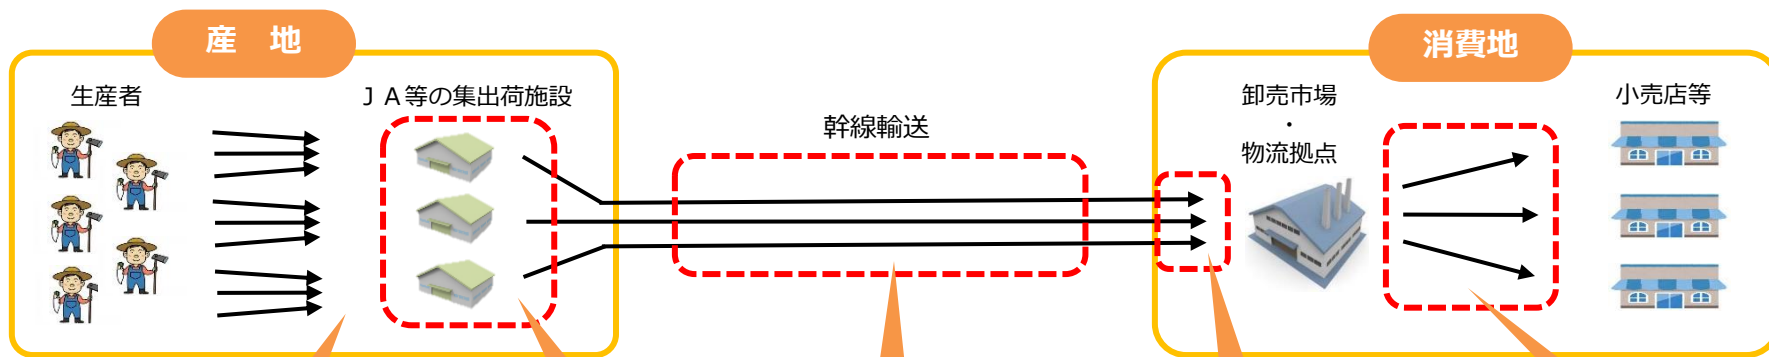 産　地
消費地
生産者
ＪＡ等の集出荷施設
幹線輸送
卸売市場
・
物流拠点
小売店等